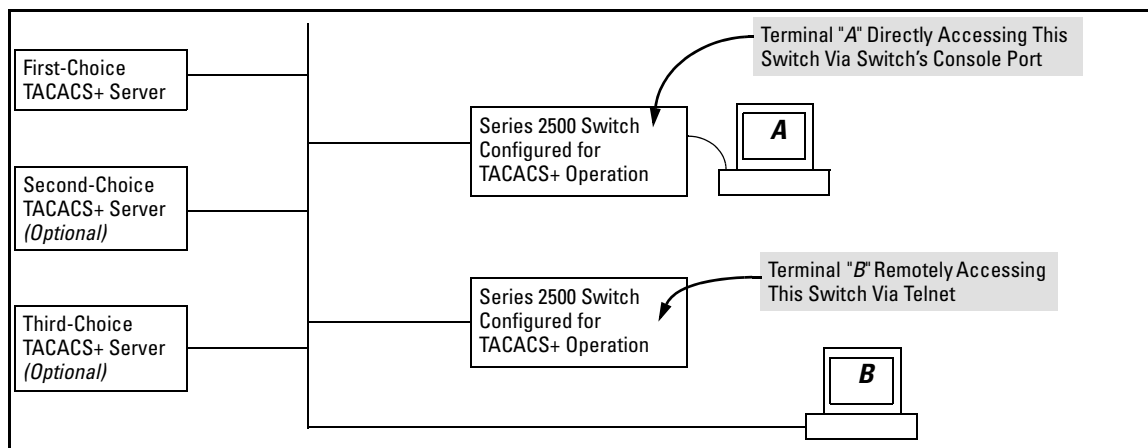 First-Choice
TACACS+ Server
Second-Choice
TACACS+ Server
(Optional)
Third-Choice
TACACS+ Server
(Optional)
Series 2500 Switch
Configured for
TACACS+ Operation
Series 2500 Switch
Configured for
TACACS+ Operation
Terminal "A" Directly Accessing This
Switch Via Switch's Console Port
A
Terminal "B" Remotely Accessing
This Switch Via Telnet
B